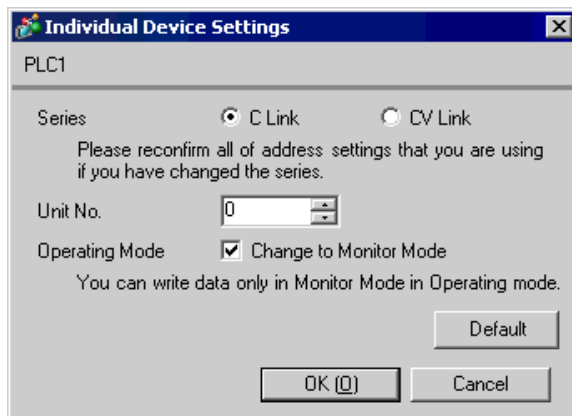 Individual Device Settings
PLC1
Series C Link CV Link
Please reconfirm all of address settings that you are using
if you have changed the series.
Unit No. 0
Operating Mode Change to Monitor Mode
You can write data only in Monitor Mode in Operating mode.
Default
OK (O) Cancel